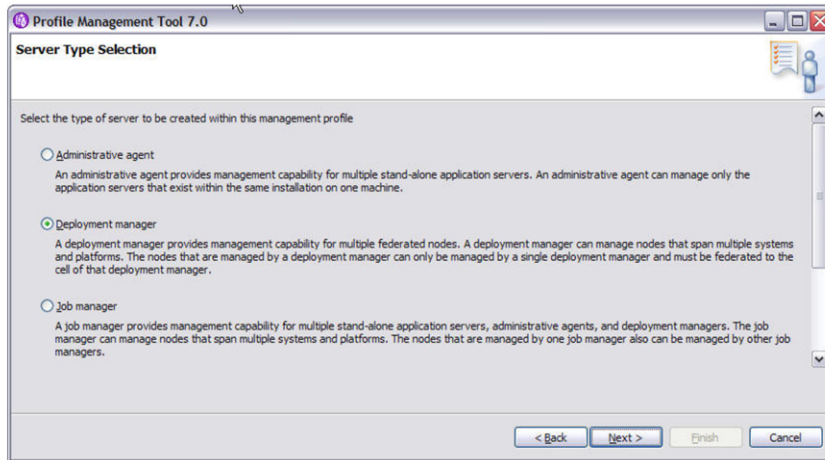 Profile Management Tool 7.0
Server Type Selection
Select the type of server to be created within this management profile
Administrative agent
An administrative agent provides management capability for multiple stand-alone application servers. An administrative agent can manage only the
application servers that exist within the same installation on one machine.
Deployment manager
A deployment manager provides management capability for multiple federated nodes. A deployment manager can manage nodes that span multiple systems
and platforms. The nodes that are managed by a deployment manager can only be managed by a single deployment manager and must be federated to the
cell of that deployment manager.
Job manager
A job manager provides management capability for multiple stand-alone application servers, administrative agents, and deployment managers. The job
manager can manage nodes that span multiple systems and platforms. The nodes that are managed by one job manager also can be managed by other job
managers.
< Back Next > Finish Cancel